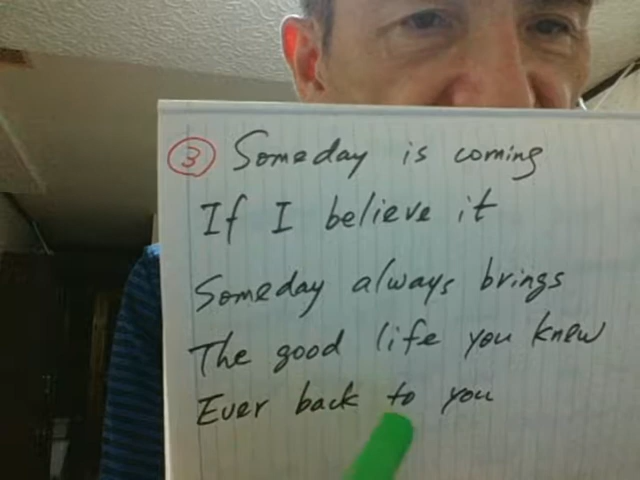 3 Someday is coming
If I believe it
Someday always brings
The good life you knew
Ever back to you